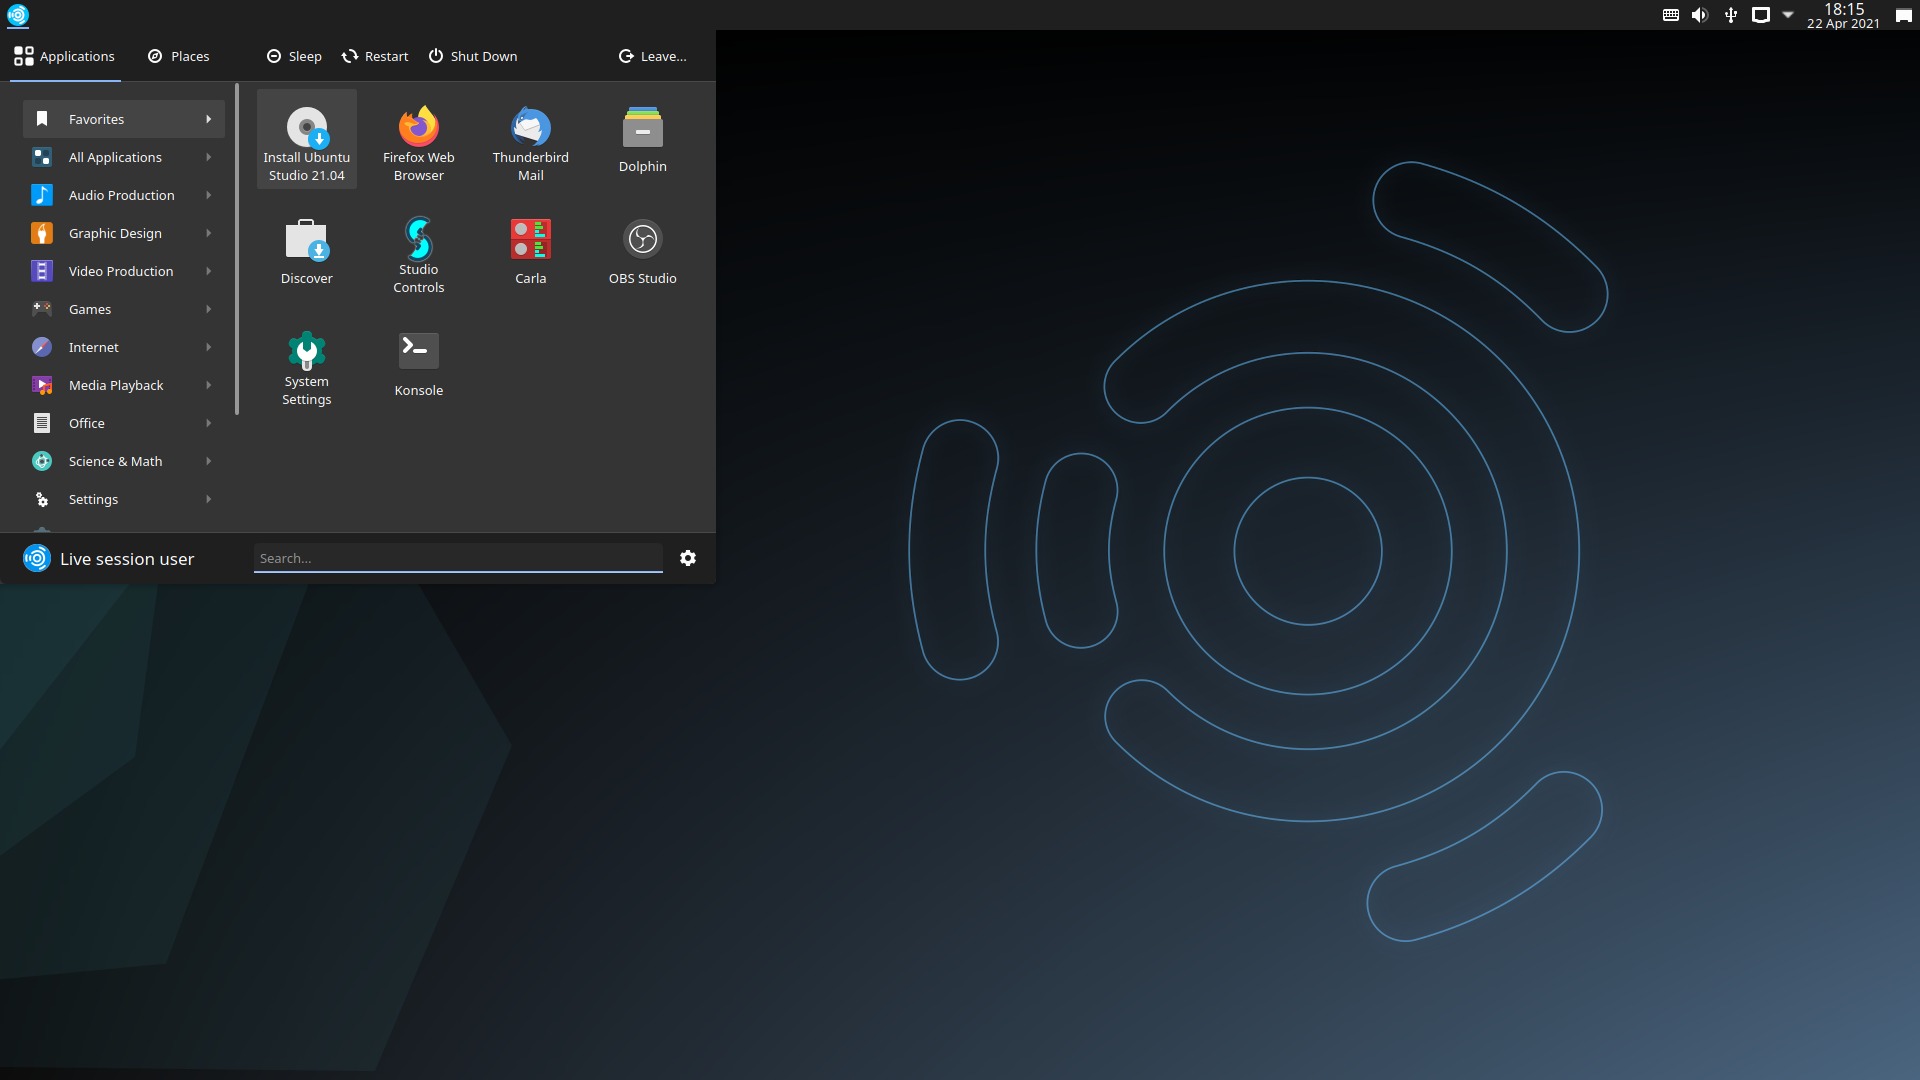 18:15
22 Apr 2021
Applications
Places
Sleep
Restart
Shut Down
Leave...
Favorites
All Applications
Audio Production
Graphic Design
Video Production
Games
Internet
Media Playback
Office
Science & Math
Settings
Install Ubuntu
Studio 21.04
Firefox Web
Browser
Thunderbird
Mail
Dolphin
Discover
Studio
Controls
Carla
OBS Studio
System
Settings
Konsole
Live session user
Search...